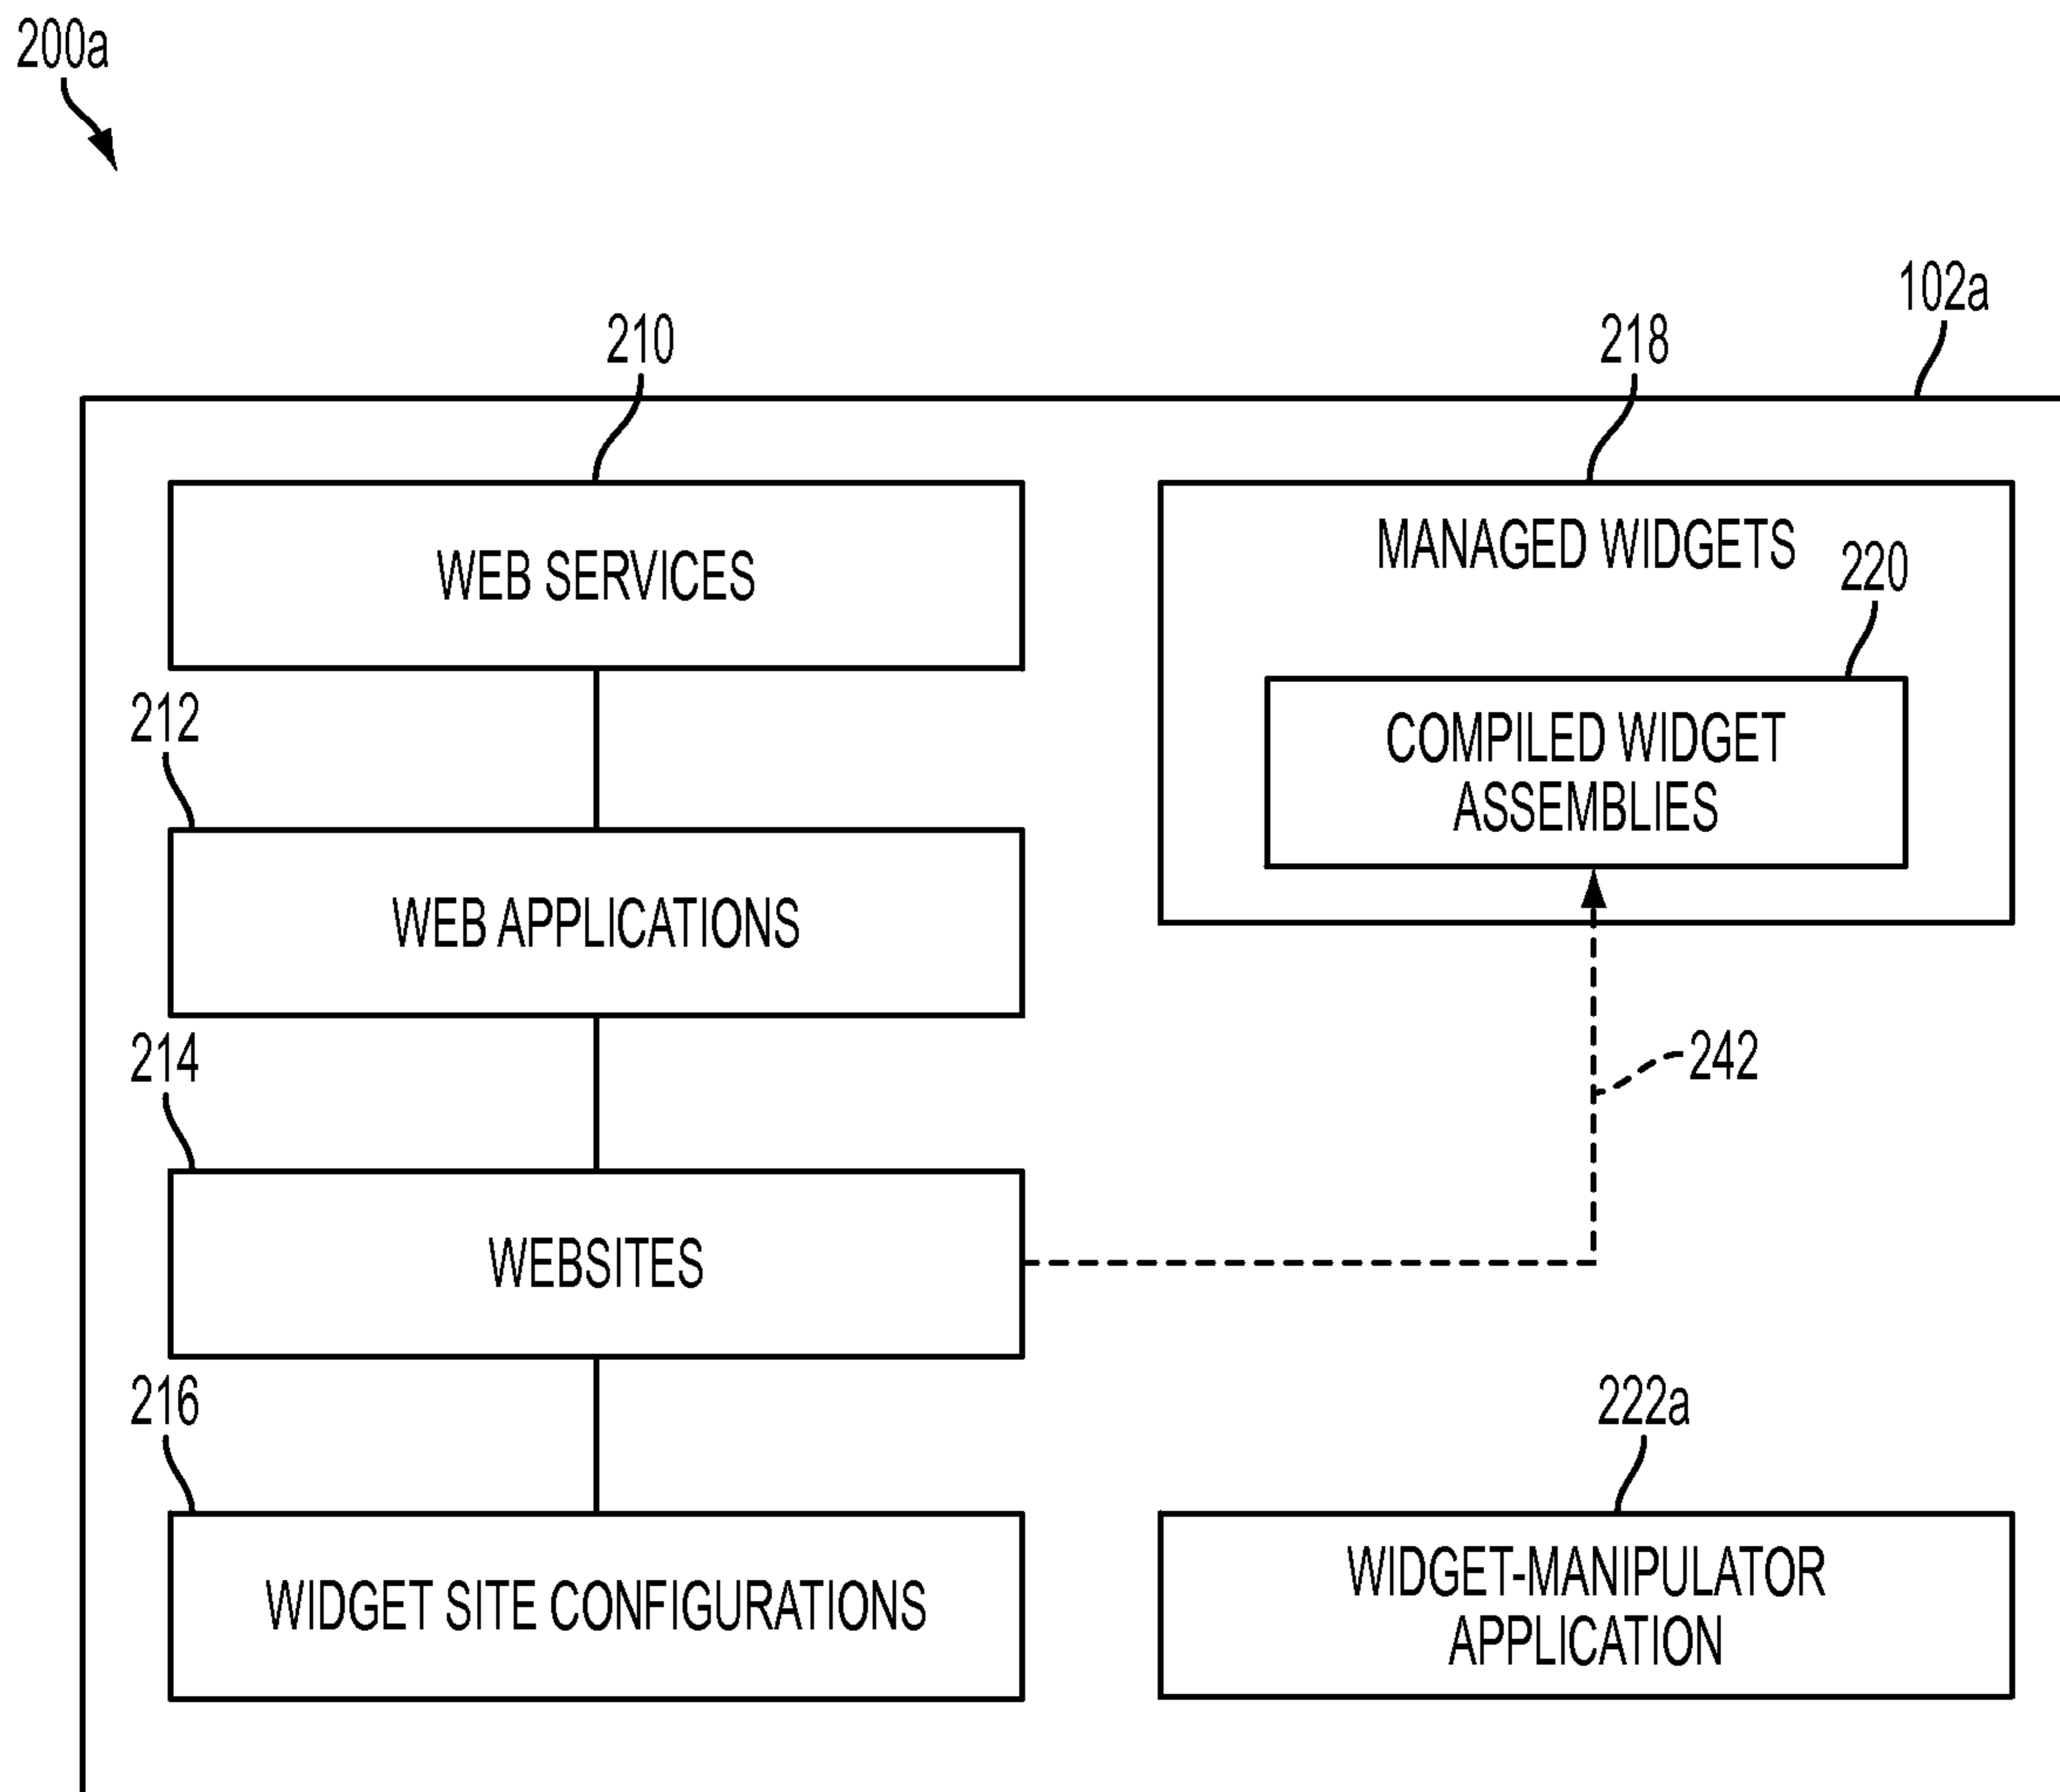 200a
102a
210
218
WEB SERVICES
MANAGED WIDGETS
220
212
COMPILED WIDGET
ASSEMBLIES
WEB APPLICATIONS
214
242
WEBSITES
216
222a
WIDGET SITE CONFIGURATIONS
WIDGET-MANIPULATOR
APPLICATION